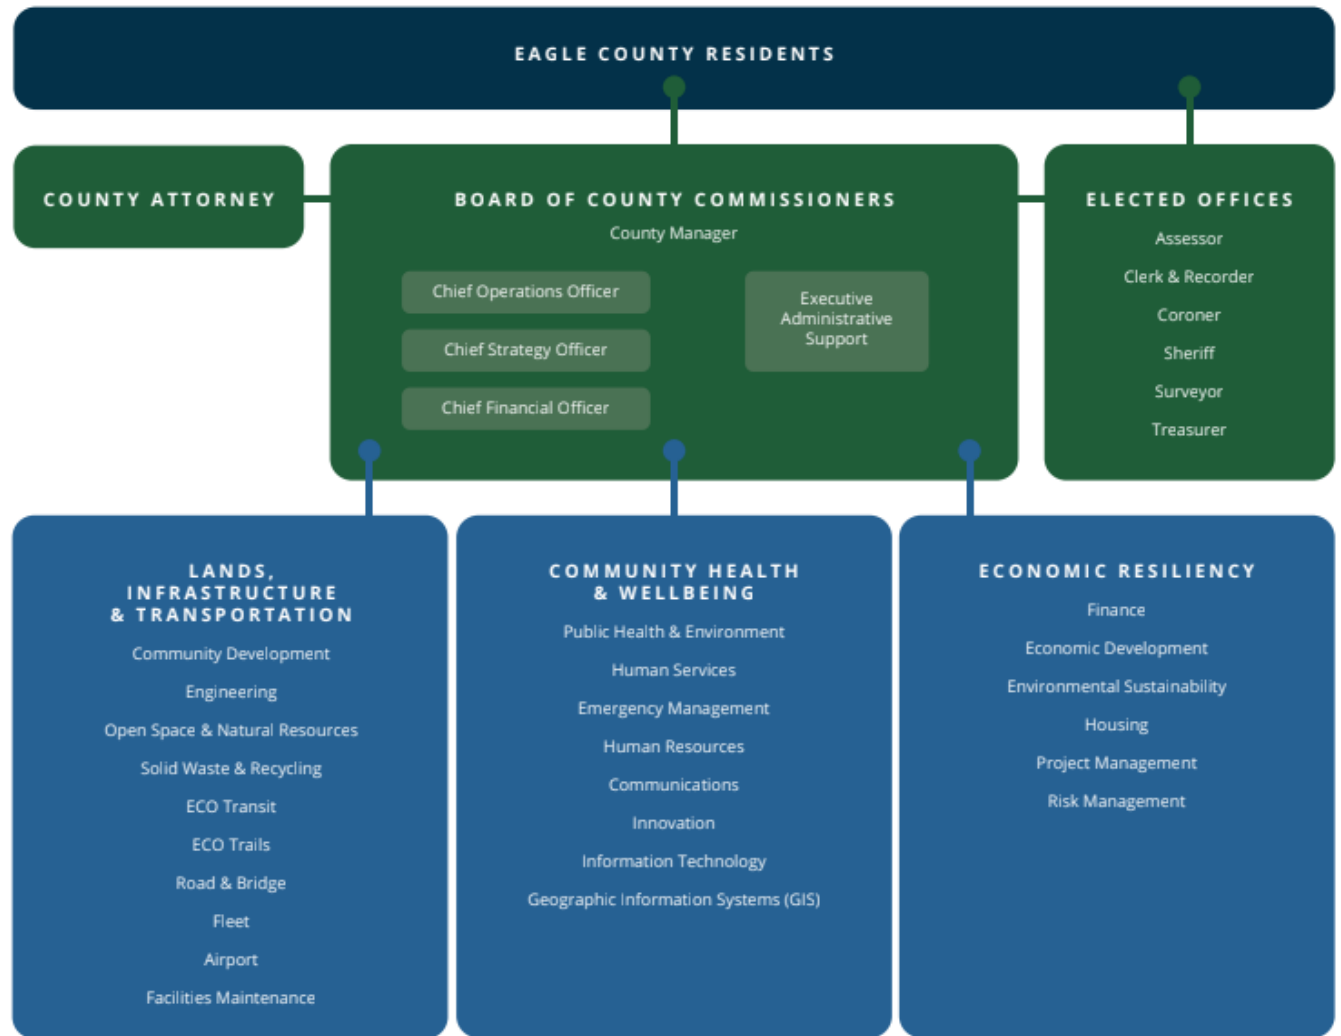 EAGLE COUNTY RESIDENTS
COUNTY ATTORNEY
BOARD OF COUNTY COMMISSIONERS
County Manager
Chief Operations Officer
Chief Strategy Officer
Chief Financial Officer
Executive
Administrative
Support
ELECTED OFFICES
Assessor
Clerk & Recorder
Coroner
Sheriff
Surveyor
Treasurer
LANDS,
INFRASTRUCTURE
& TRANSPORTATION
Community Development
Engineering
Open Space & Natural Resources
Solid Waste & Recycling
ECO Transit
ECO Trails
Road & Bridge
Fleet
Airport
Facilities Maintenance
COMMUNITY HEALTH
& WELLBEING
Public Health & Environment
Human Services
Emergency Management
Human Resources
Communications
Innovation
Information Technology
Geographic Information Systems (GIS)
ECONOMIC RESILIENCY
Finance
Economic Development
Environmental Sustainability
Housing
Project Management
Risk Management